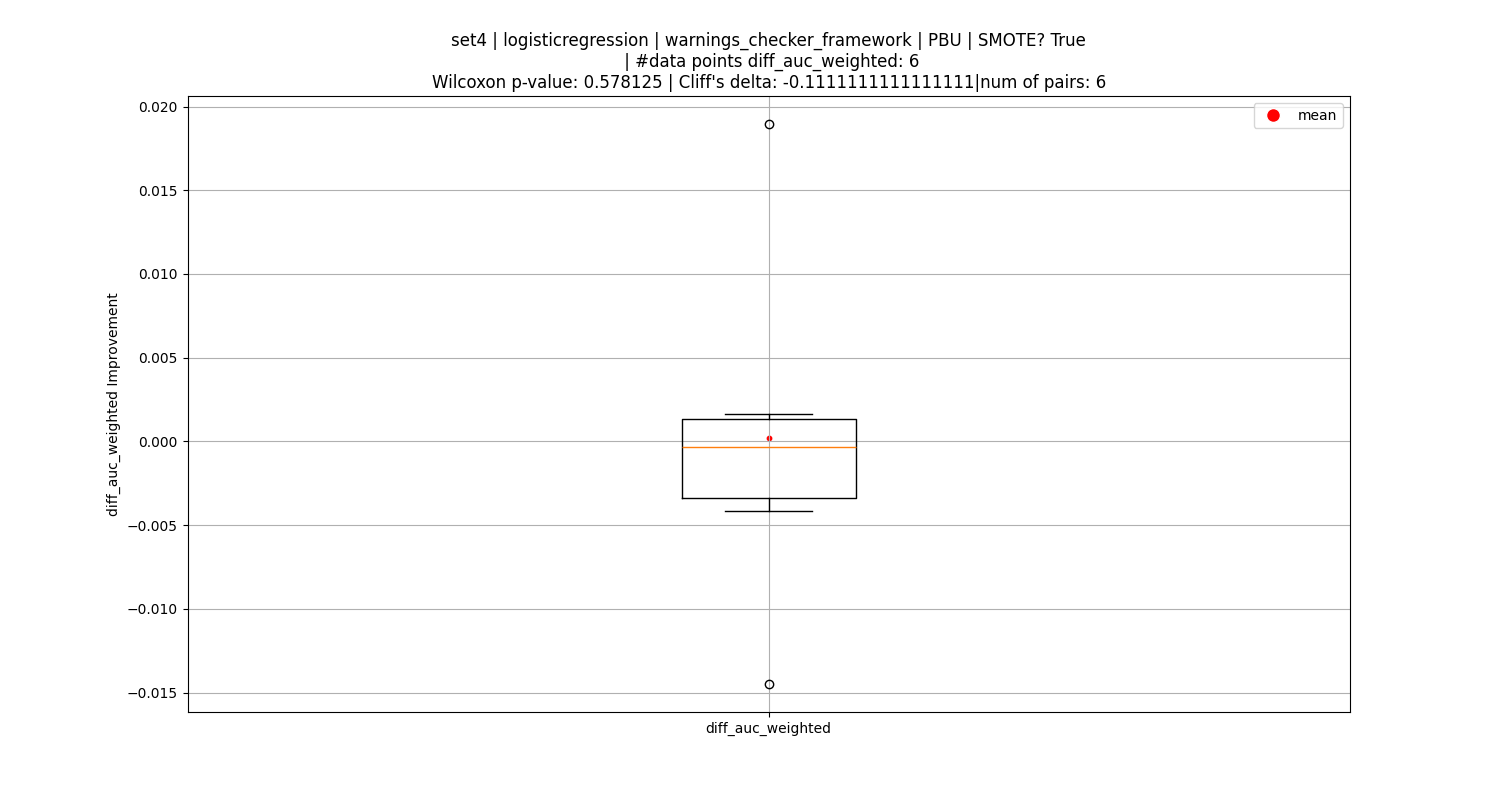 set4 | logisticregression | warnings_checker_framework | PBU | SMOTE? True
| #data points diff_auc_weighted: 6
Wilcoxon p-value: 0.578125 | Cliff's delta: -0.1111111111111111|num of pairs: 6
mean
0.020
0.015
0.010
0.005
0.000
−0.005
−0.010
−0.015
diff_auc_weighted Improvement
diff_auc_weighted